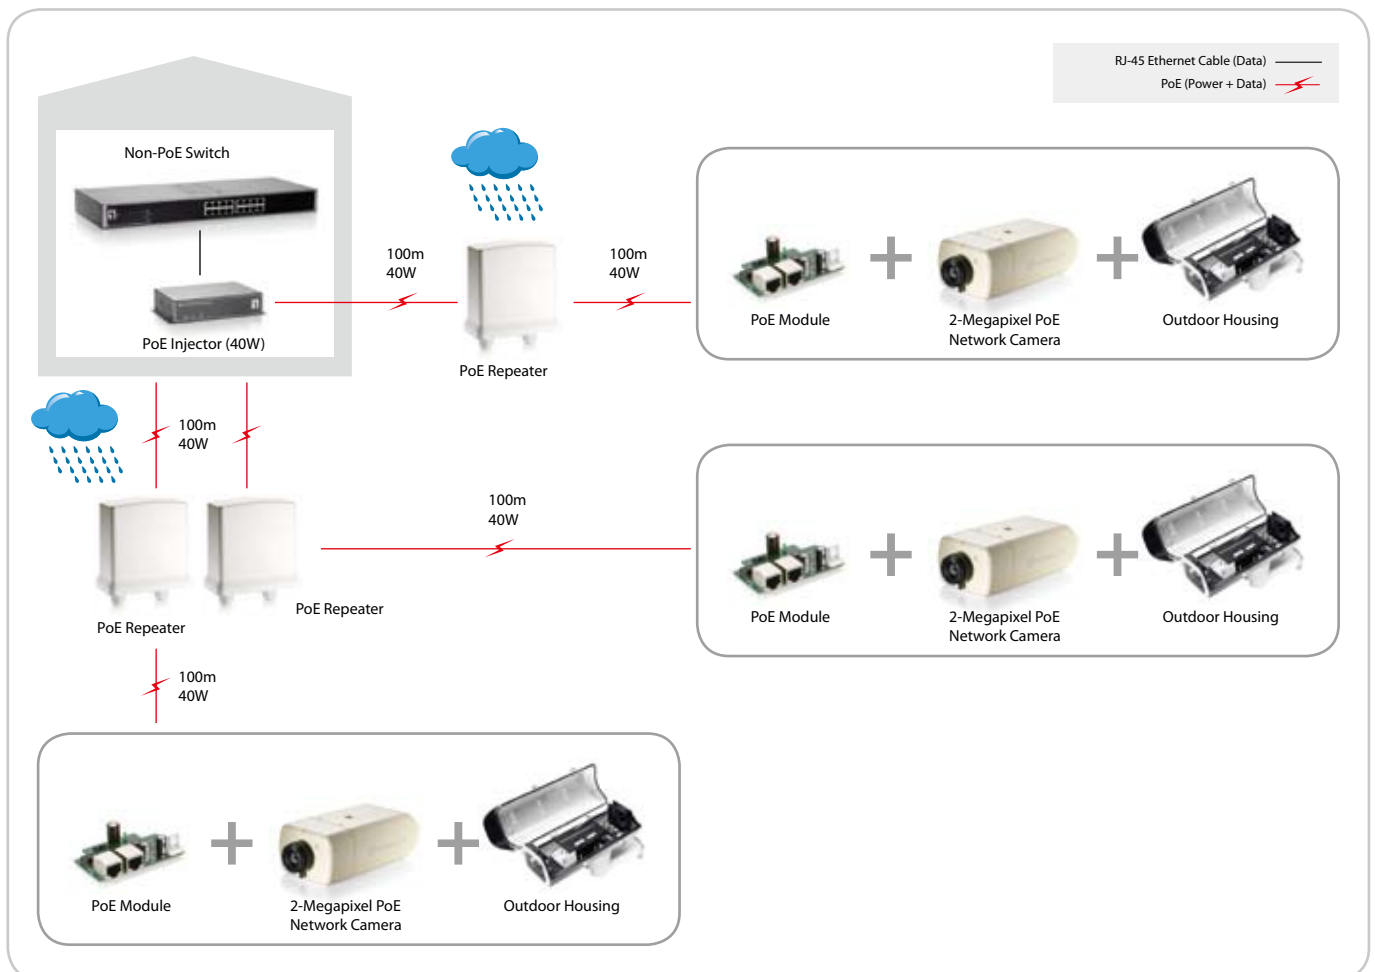 RJ-45 Ethernet Cable (Data)
PoE (Power + Data)
Non-PoE Switch
PoE Injector (40W)
100m
40W
PoE Repeater
100m
40W
PoE Module
2-Megapixel PoE
Network Camera
Outdoor Housing
100m
40W
PoE Repeater
PoE Repeater
100m
40W
PoE Module
2-Megapixel PoE
Network Camera
Outdoor Housing
100m
40W
PoE Module
2-Megapixel PoE
Network Camera
Outdoor Housing